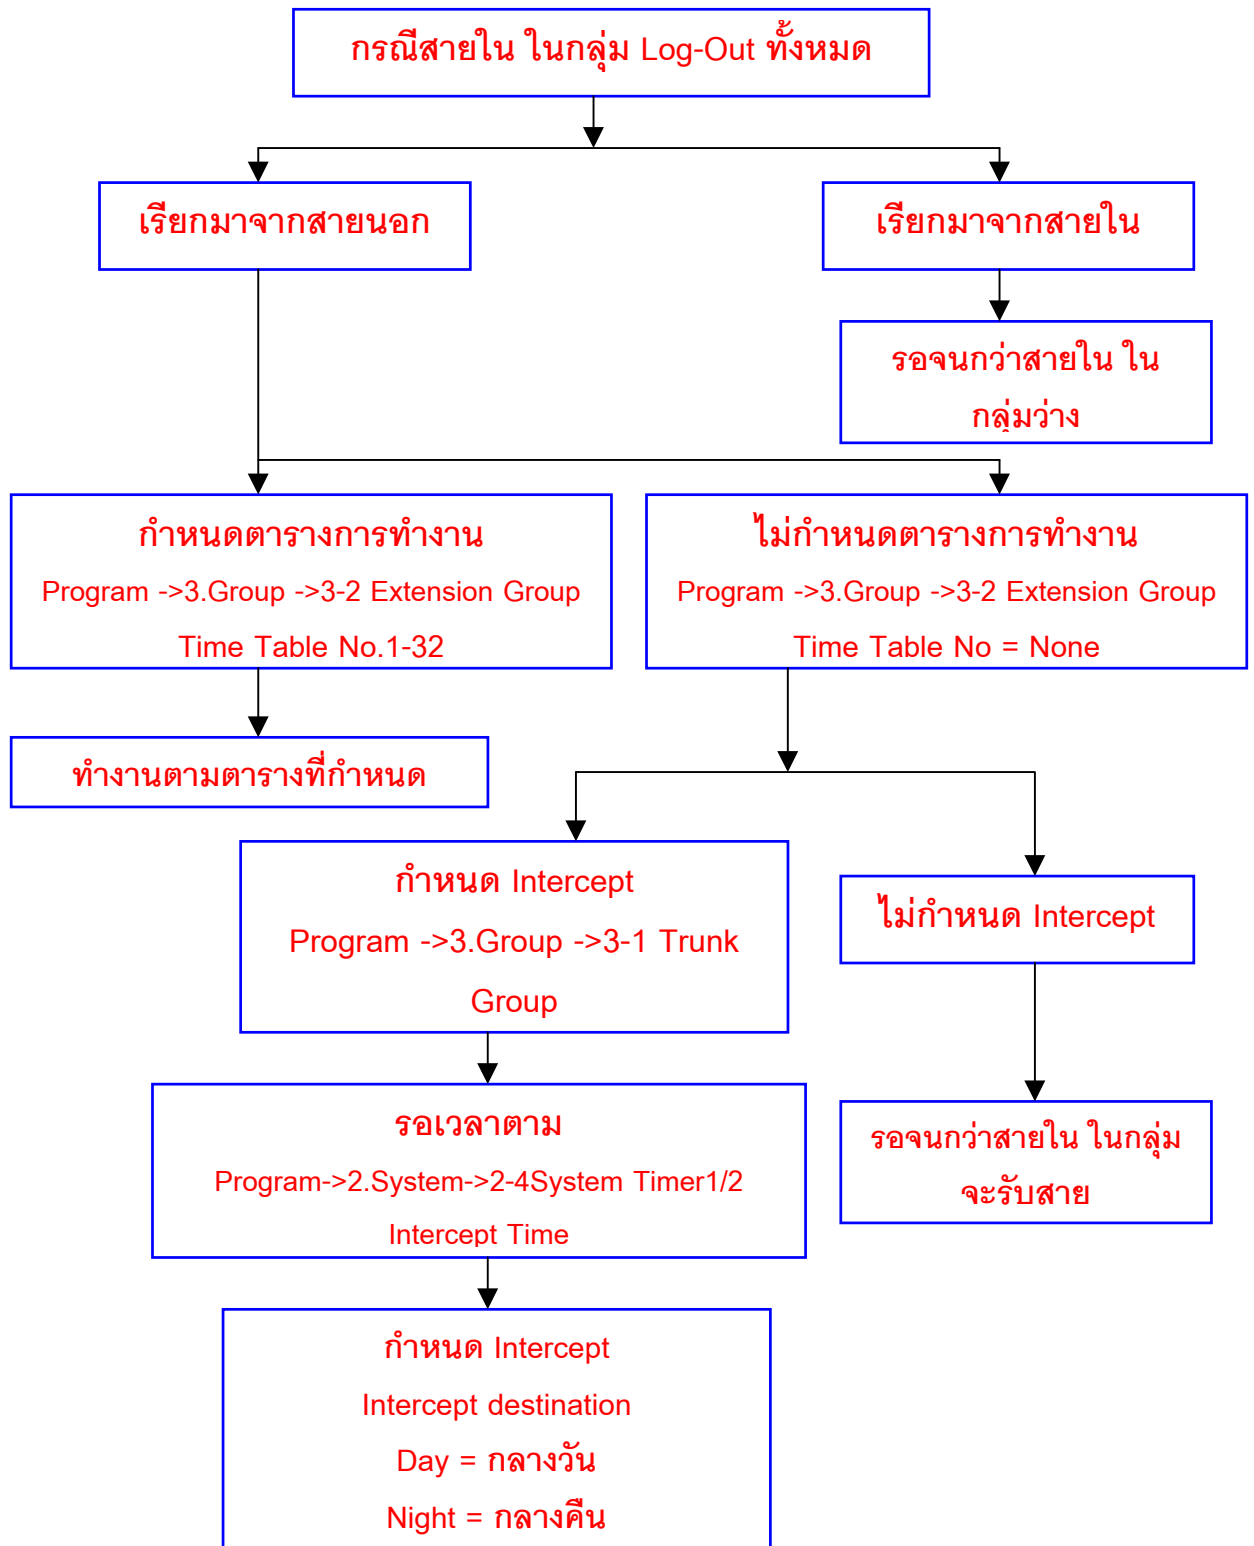 กรณีสายใน ในกลุ่ม Log-Out ทั้งหมด
เรียกมาจากสายนอก
เรียกมาจากสายใน
รอจนกว่าสายใน ใน
กลุ่มว่าง
กำหนดตารางการทำงาน
Program ->3.Group ->3-2 Extension Group
Time Table No.1-32
ไม่กำหนดตารางการทำงาน
Program ->3.Group ->3-2 Extension Group
Time Table No = None
ทำงานตามตารางที่กำหนด
กำหนด Intercept
Program ->3.Group ->3-1 Trunk
Group
ไม่กำหนด Intercept
รอเวลาตาม
Program->2.System->2-4System Timer1/2
Intercept Time
รอจนกว่าสายใน ในกลุ่ม
จะรับสาย
กำหนด Intercept
Intercept destination
Day = กลางวัน
Night = กลางคืน